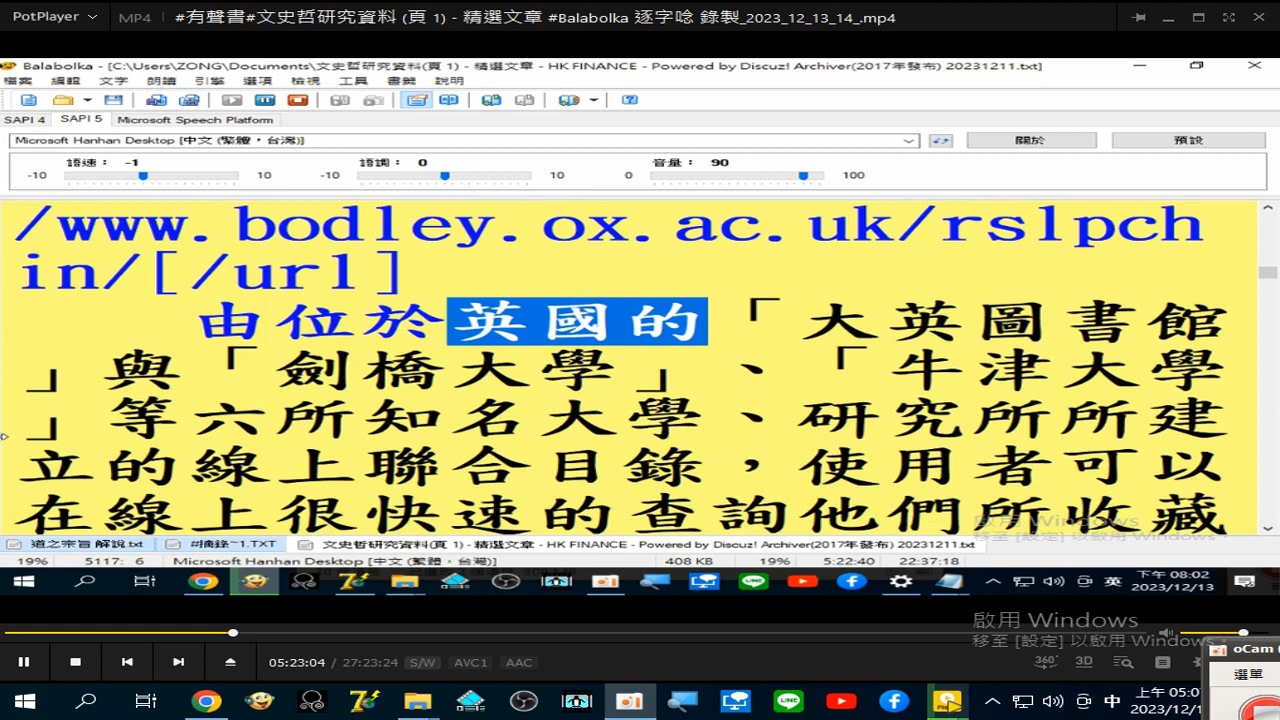 PotPlayer MP4 #有聲書#文史哲研究資料 (頁 1) - 精選文章 #Balabolka 逐字唸 錄製_2023_12_13_14_.mp4
Balabolka - [C:\Users\ZONG\Documents\文史哲研究資料(頁 1) - 精選文章 - HK FINANCE - Powered by Discuz! Archiver(2017年發布) 20231211.txt]
檔案 編輯 文字 朗讀 引擎 選項 檢視 工具 書籤 說明
SAPI 4 SAPI 5 Microsoft Speech Platform
Microsoft Hanhan Desktop [中文 (繁體，台灣)] 關於 預設
語速： -1 語調： 0 音量： 90
-10 10 -10 10 0 100
/www.bodley.ox.ac.uk/rslpch
in/[/url]
由位於英國的「大英圖書館
」與「劍橋大學」、「牛津大學
」等六所知名大學、研究所所建
立的線上聯合目錄，使用者可以
在線上很快速的查詢他們所收藏
道之宗旨 解說.txt #摘錄~1.TXT 文史哲研究資料(頁 1) - 精選文章 - HK FINANCE - Powered by Discuz! Archiver(2017年發布) 20231211.txt
19% 5117: 6 Microsoft Hanhan Desktop [中文 (繁體，台灣)] 408 KB 19% 5:22:40 22:37:18
啟用 Windows
移至 [設定] 以啟用 Windows。
英 下午 08:02
2023/12/13
啟用 Windows
移至 [設定] 以啟用 Windows。
05:23:04 / 27:23:24 S/W AVC1 AAC 360° 3D
oCam
選單
中 上午 05:0
2023/12/1